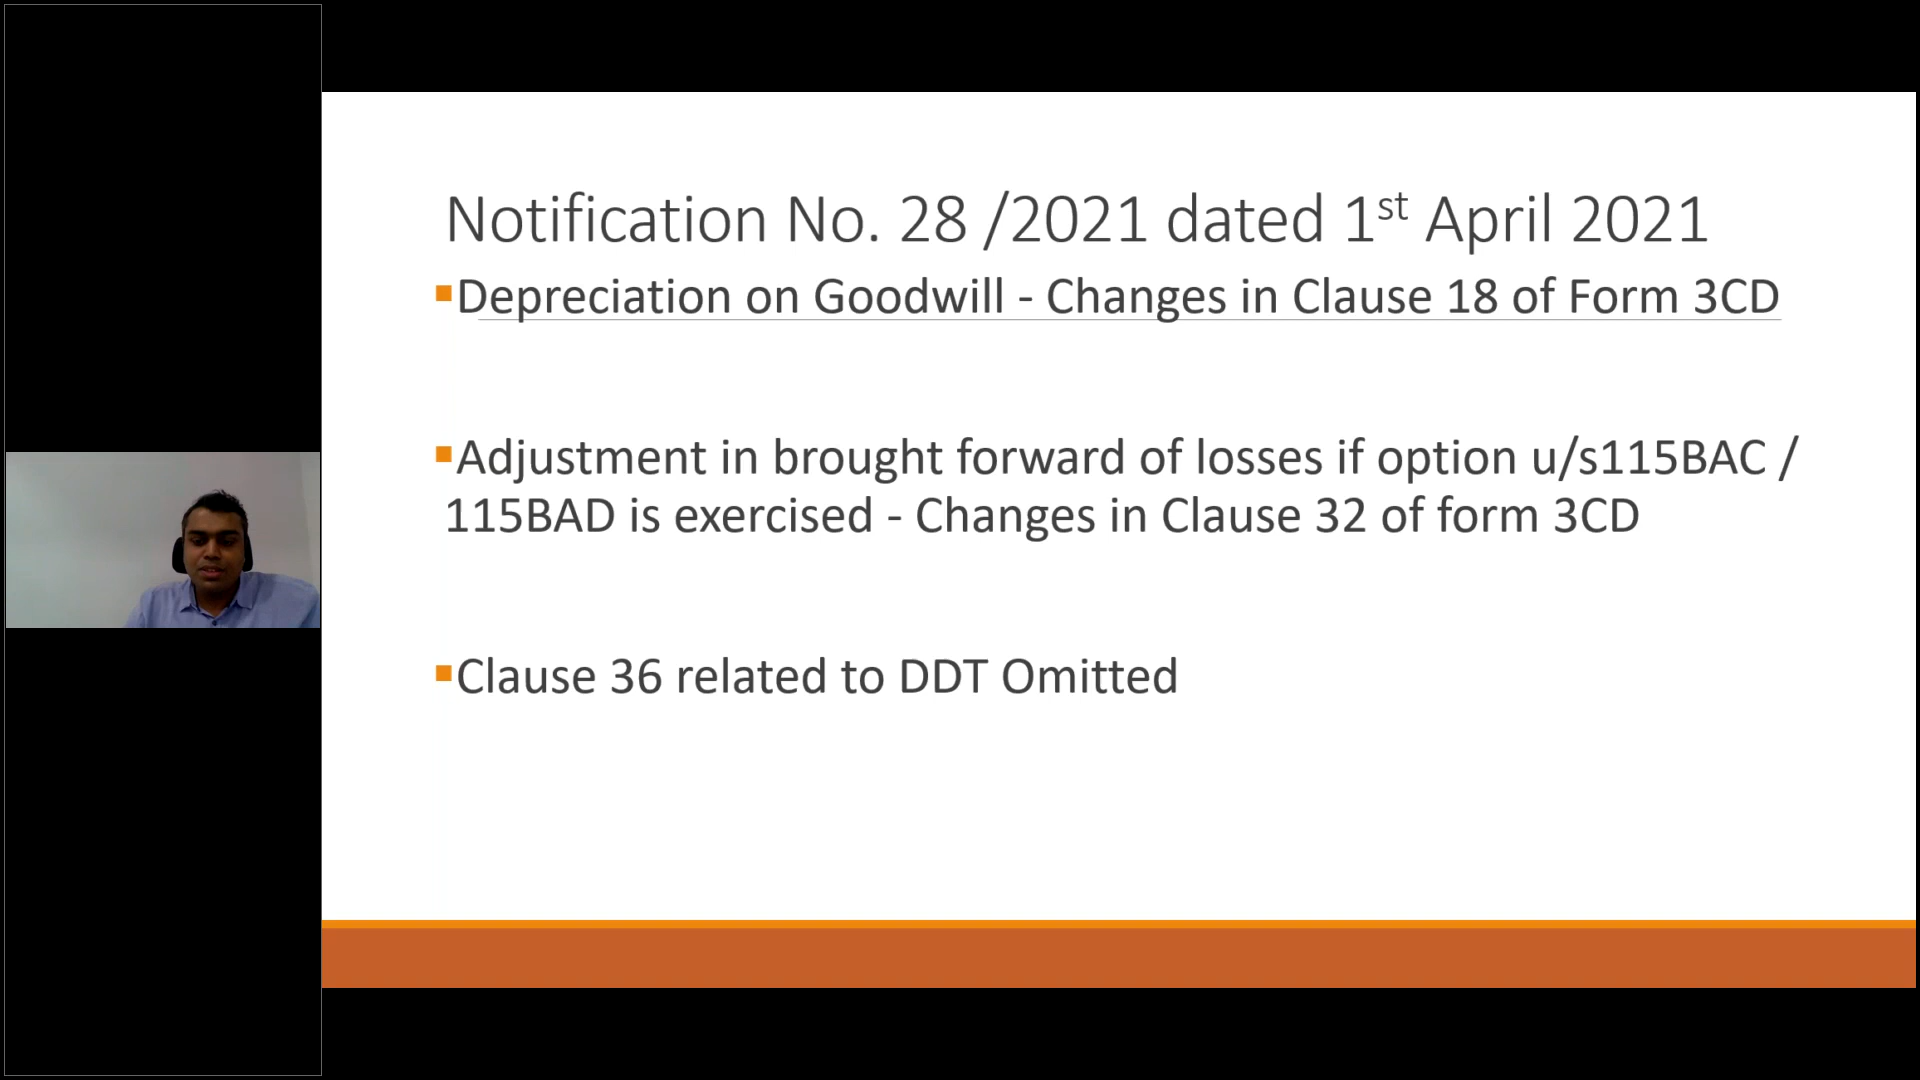 Notification No. 28 /2021 dated 1st April 2021
Depreciation on Goodwill - Changes in Clause 18 of Form 3CD
Adjustment in brought forward of losses if option u/s115BAC /
115BAD is exercised - Changes in Clause 32 of form 3CD
Clause 36 related to DDT Omitted